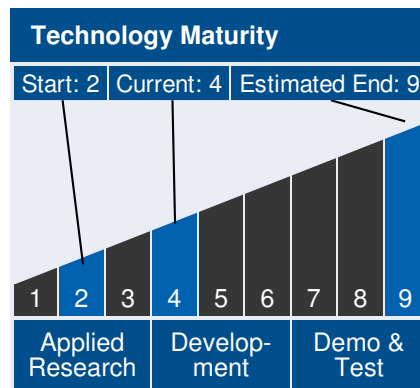 Technology Maturity
Start: 2 Current: 4 Estimated End: 9
1 2 3 4 5 6 7 8 9
Applied
Research
Develop-
ment
Demo &
Test